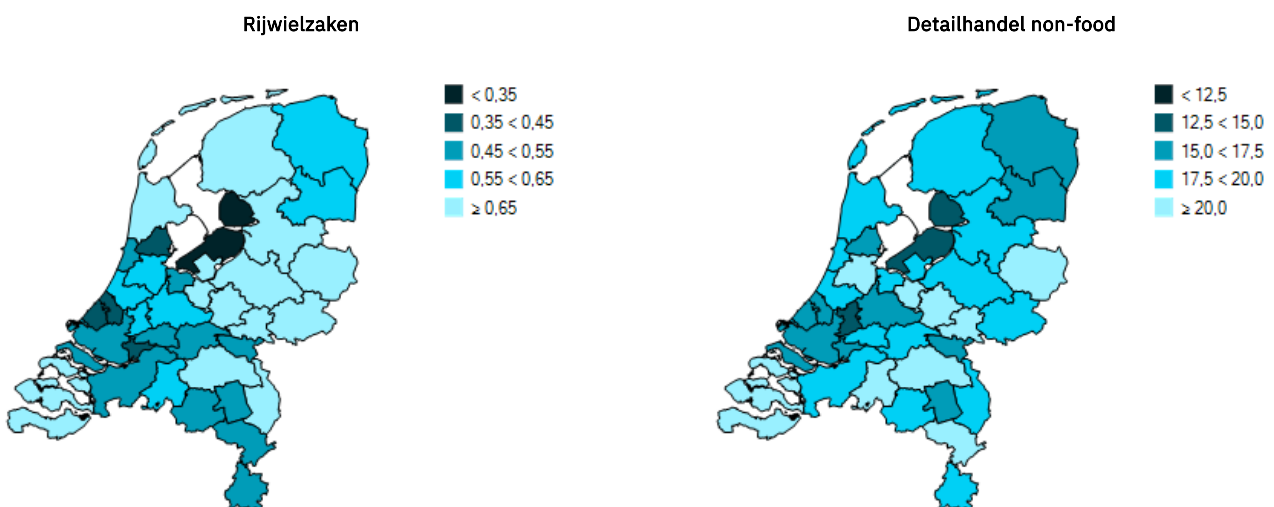 Rijwielzaken
< 0,35
0,35 < 0,45
0,45 < 0,55
0,55 < 0,65
≥ 0,65
Detailhandel non-food
< 12,5
12,5 < 15,0
15,0 < 17,5
17,5 < 20,0
≥ 20,0